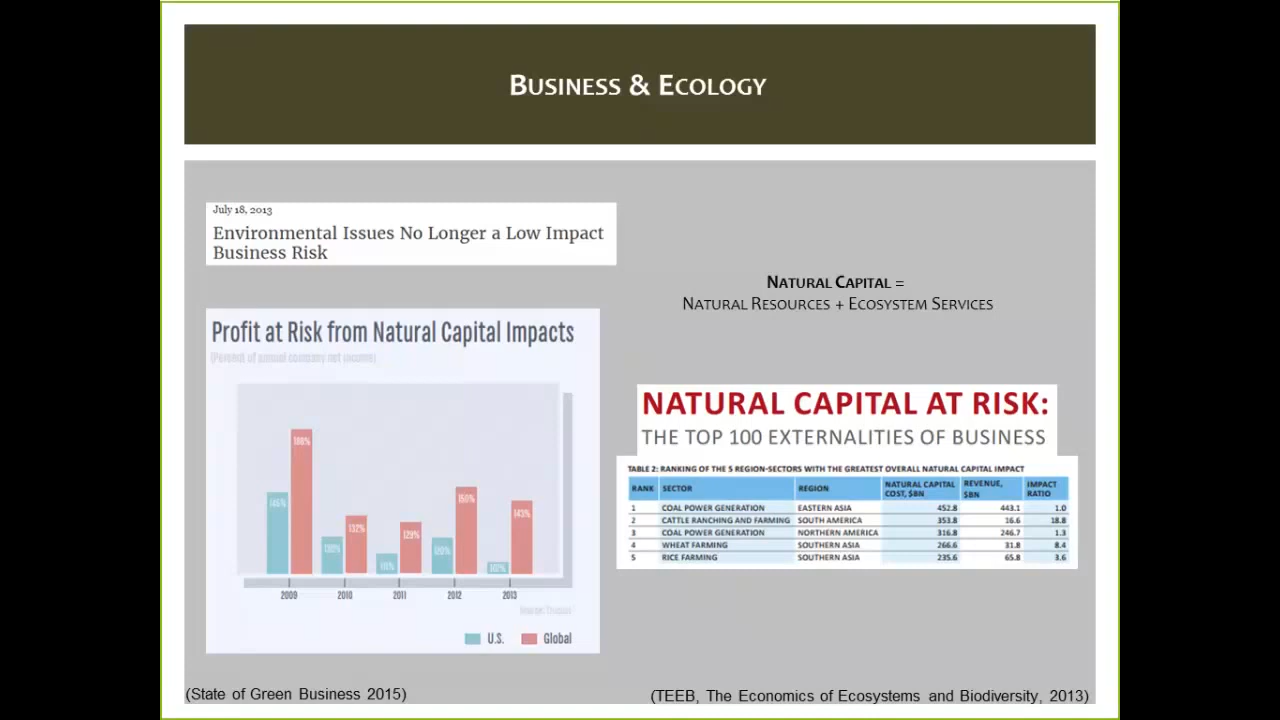 BUSINESS & ECOLOGY
July 18, 2013
Environmental Issues No Longer a Low Impact
Business Risk
NATURAL CAPITAL =
NATURAL RESOURCES + ECOSYSTEM SERVICES
Profit at Risk from Natural Capital Impacts
(Percent of annual company net income)
132%
129%
150%
143%
2009 2010 2011 2012 2013
U.S. Global
NATURAL CAPITAL AT RISK:
THE TOP 100 EXTERNALITIES OF BUSINESS
TABLE 2: RANKING OF THE 5 REGION-SECTORS WITH THE GREATEST OVERALL NATURAL CAPITAL IMPACT
RANK SECTOR REGION NATURAL CAPITAL COST, $BN REVENUE, $BN IMPACT RATIO
1 COAL POWER GENERATION EASTERN ASIA 452.8 443.1 1.0
2 CATTLE RANCHING AND FARMING SOUTH AMERICA 353.8 16.6 18.8
3 COAL POWER GENERATION NORTHERN AMERICA 316.8 246.7 1.3
4 WHEAT FARMING SOUTHERN ASIA 266.6 31.8 8.4
5 RICE FARMING SOUTHERN ASIA 235.6 65.8 3.6
(State of Green Business 2015)
(TEEB, The Economics of Ecosystems and Biodiversity, 2013)